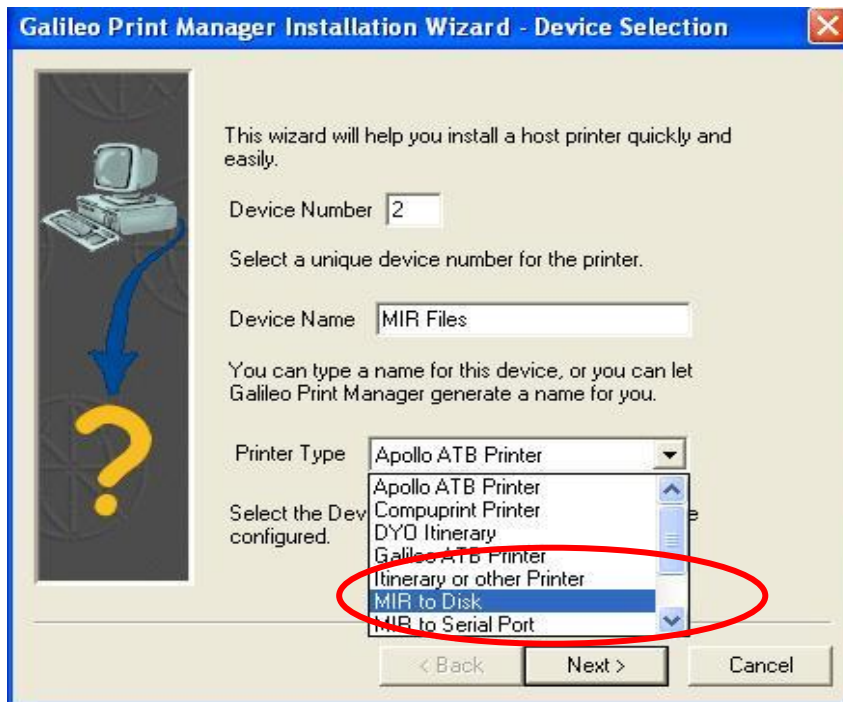 Galileo Print Manager Installation Wizard - Device Selection
This wizard will help you install a host printer quickly and
easily.
Device Number 2
Select a unique device number for the printer.
Device Name MIR Files
You can type a name for this device, or you can let
Galileo Print Manager generate a name for you.
Printer Type Apollo ATB Printer
Apollo ATB Printer
Compuprint Printer
Select the Dev
DYO Itinerary
configured.
Galileo ATB Printer
Itinerary or other Printer
MIR to Disk
MIR to Serial Port
< Back Next > Cancel